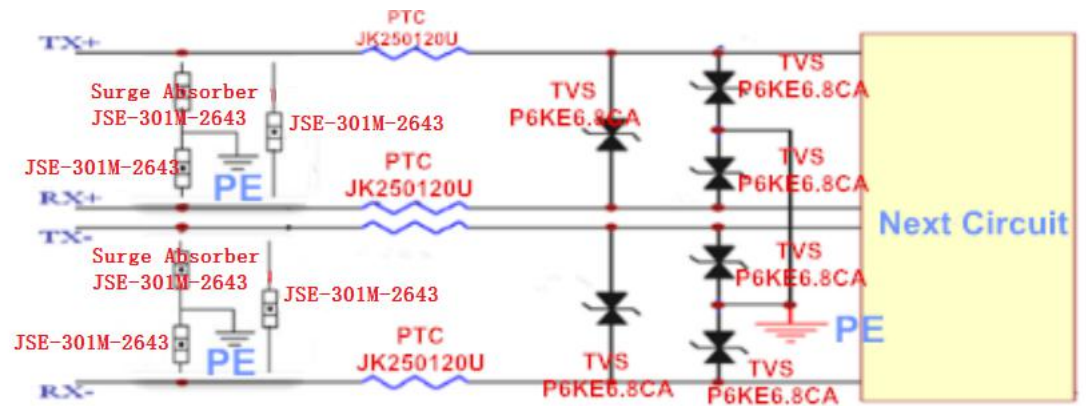 PTC
JK250120U
TX+
Surge Absorber
JSE-301M-2643
JSE-301M-2643
JSE-301M-2643
PE
TVS
P6KE6.8CA
TVS
P6KE6.8CA
TVS
P6KE6.8CA
PTC
JK250120U
RX+
TX-
Next Circuit
Surge Absorber
JSE-301M-2643
JSE-301M-2643
JSE-301M-2643
PE
TVS
P6KE6.8CA
PE
PTC
JK250120U
TVS
P6KE6.8CA
TVS
P6KE6.8CA
RX-